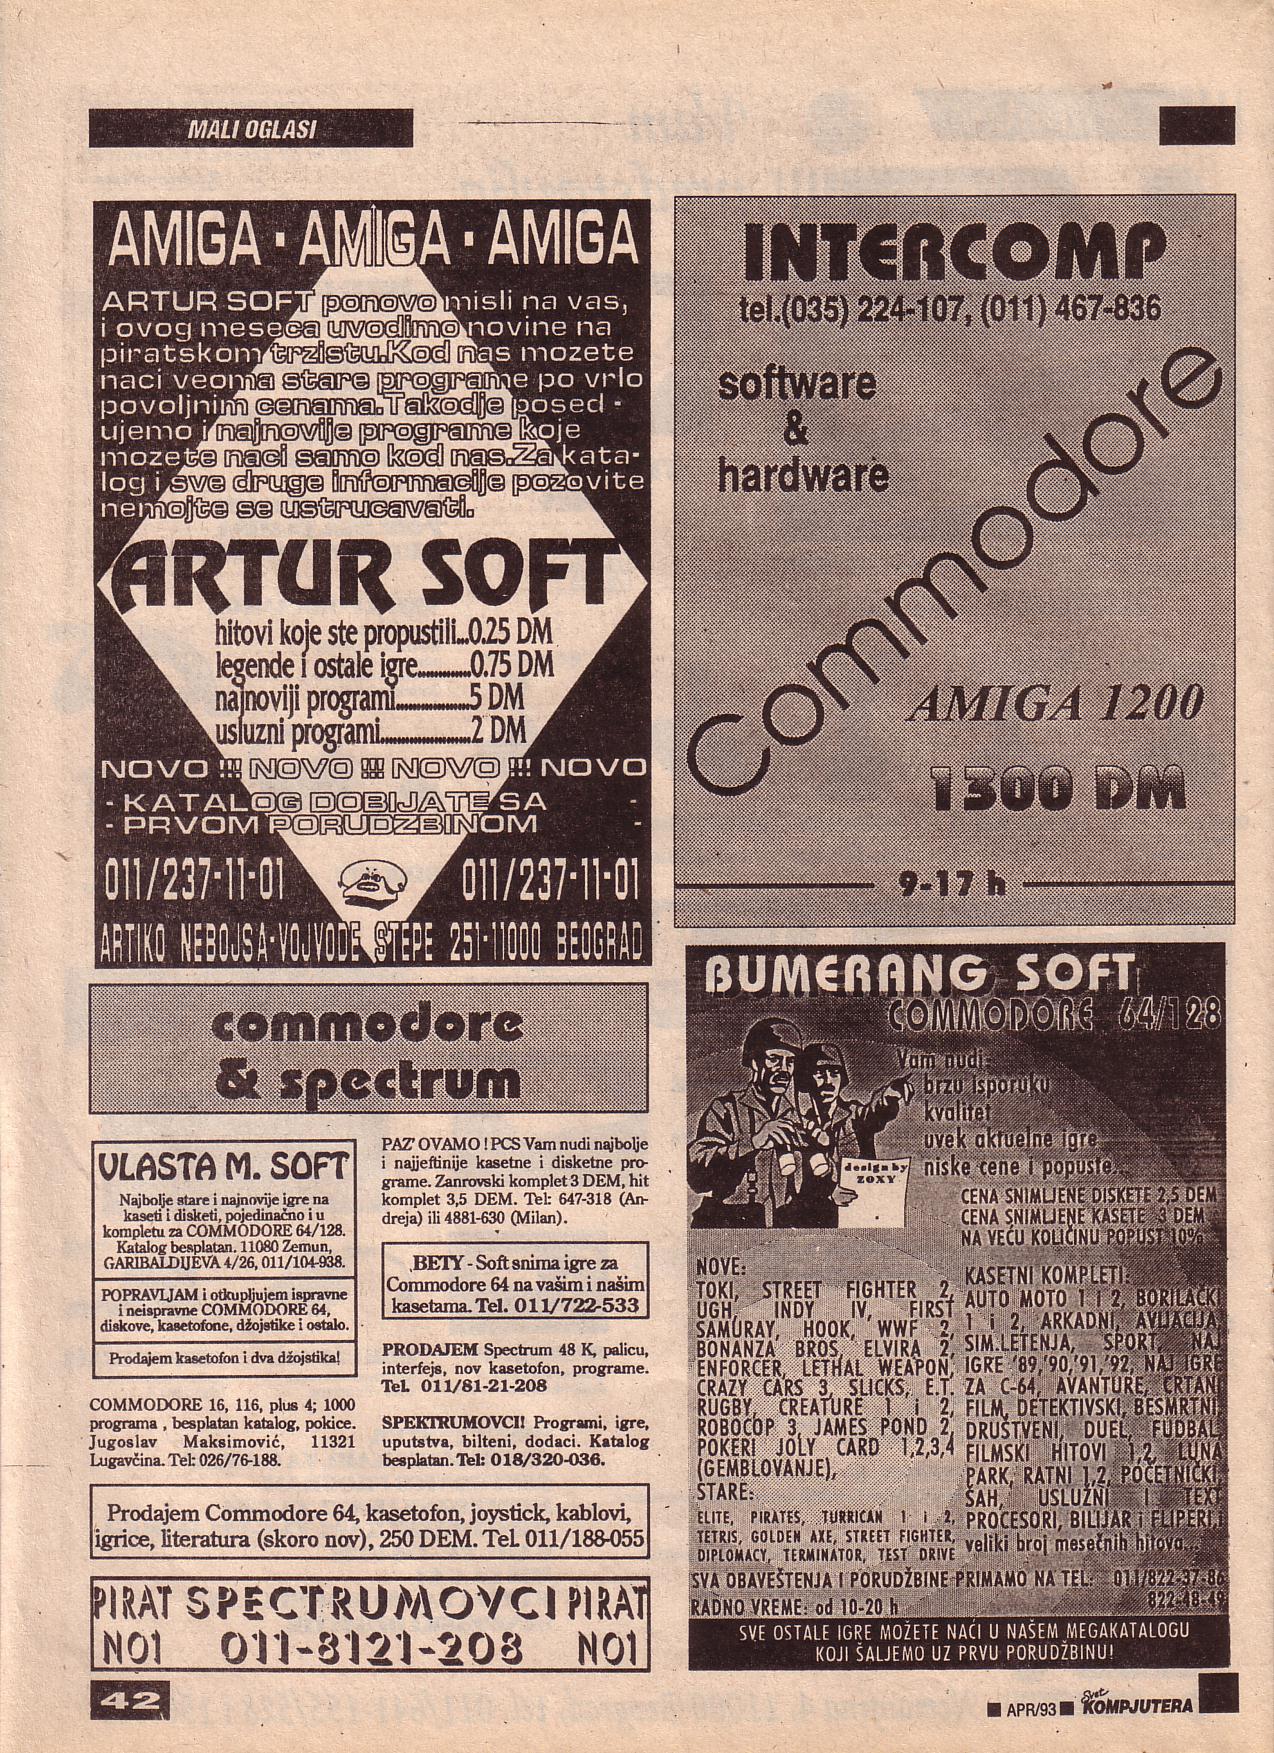 MALI OGLASI
AMIGA · AMIGA · AMIGA
ARTUR SOFT ponovo misli na vas,
i ovog meseca uvodimo novine na
piratskom trzistu.Kod nas mozete
naci veoma stare programe po vrlo
povoljnim cenama.Takodje posed -
ujemo i najnovije programe koje
mozete naci samo kod nas.Za kata-
log i sve druge informacije pozovite
nemojte se ustrucavati.
ARTUR SOFT
hitovi koje ste propustili...0.25 DM
legende i ostale igre............0.75 DM
najnoviji programi.................5 DM
usluzni programi.....................2 DM
NOVO !!! NOVO !!! NOVO !!! NOVO
- KATALOG DOBIJATE SA -
- PRVOM PORUDZBINOM -
011/237-11-01 011/237-11-01
ARTIKO NEBOJSA-VOJVODE STEPE 251-11000 BEOGRAD
commodore
& spectrum
VLASTA M. SOFT
Najbolje stare i najnovije igre na
kaseti i disketi, pojedinačno i u
kompletu za COMMODORE 64/128.
Katalog besplatan. 11080 Zemun,
GARIBALDIJEVA 4/26, 011/104-938.
POPRAVLJAM i otkupljujem ispravne
i neispravne COMMODORE 64,
diskove, kasetofone, džojstike i ostalo.
Prodajem kasetofon i dva džojstika!
COMMODORE 16, 116, plus 4; 1000
programa , besplatan katalog, pokice.
Jugoslav Maksimović, 11321
Lugavčina. Tel: 026/76-188.
PAZ' OVAMO ! PCS Vam nudi najbolje
i najjeftinije kasetne i disketne pro-
grame. Zanrovski komplet 3 DEM, hit
komplet 3,5 DEM. Tel: 647-318 (An-
dreja) ili 4881-630 (Milan).
BETY - Soft snima igre za
Commodore 64 na vašim i našim
kasetama. Tel. 011/722-533
PRODAJEM Spectrum 48 K, palicu,
interfejs, nov kasetofon, programe.
Tel. 011/81-21-208
SPEKTRUMOVCI! Programi, igre,
uputstva, bilteni, dodaci. Katalog
besplatan. Tel: 018/320-036.
Prodajem Commodore 64, kasetofon, joystick, kablovi,
igrice, literatura (skoro nov), 250 DEM. Tel. 011/188-055
PIRAT SPECTRUMOVCI PIRAT
NO1 011-8121-208 NO1
INTERCOMP
tel.(035) 224-107, (011) 467-836
software
&
hardware
Commodore
AMIGA 1200
1300 DM
9-17 h
BUMERANG SOFT
COMMODORE 64/128
Vam nudi:
brzu isporuku
kvalitet
uvek aktuelne igre
niske cene i popuste...
design by
ZOXY
CENA SNIMLJENE DISKETE 2,5 DEM
CENA SNIMLJENE KASETE 3 DEM
NA VEĆU KOLIČINU POPUST 10%
NOVE:
TOKI, STREET FIGHTER 2,
UGH, INDY IV, FIRST
SAMURAY, HOOK, WWF 2,
BONANZA BROS, ELVIRA 2,
ENFORCER, LETHAL WEAPON,
CRAZY CARS 3, SLICKS, E.T.
RUGBY, CREATURE 1 i 2,
ROBOCOP 3, JAMES POND 2,
POKERI JOLY CARD 1,2,3,4
(GEMBLOVANJE),
STARE:
ELITE, PIRATES, TURRICAN 1 i 2,
TETRIS, GOLDEN AXE, STREET FIGHTER,
DIPLOMACY, TERMINATOR, TEST DRIVE
KASETNI KOMPLETI:
AUTO MOTO 1 i 2, BORILAČKI
1 i 2, ARKADNI, AVIJACIJA,
SIM.LETENJA, SPORT, NAJ
IGRE '89,'90,'91,'92, NAJ IGRE
ZA C-64, AVANTURE, CRTANI
FILM, DETEKTIVSKI, BESMRTNI,
DRUŠTVENI, DUEL, FUDBAL,
FILMSKI HITOVI 1,2, LUNA
PARK, RATNI 1,2, POČETNIČKI,
ŠAH, USLUŽNI I TEXT
PROCESORI, BILIJAR i FLIPERI,i
veliki broj mesečnih hitova...
SVA OBAVEŠTENJA I PORUDŽBINE PRIMAMO NA TEL: 011/822-37-86
RADNO VREME: od 10-20 h 822-48-49
SVE OSTALE IGRE MOŽETE NAĆI U NAŠEM MEGAKATALOGU
KOJI ŠALJEMO UZ PRVU PORUDŽBINU!
42
APR/93 Svet KOMPJUTERA